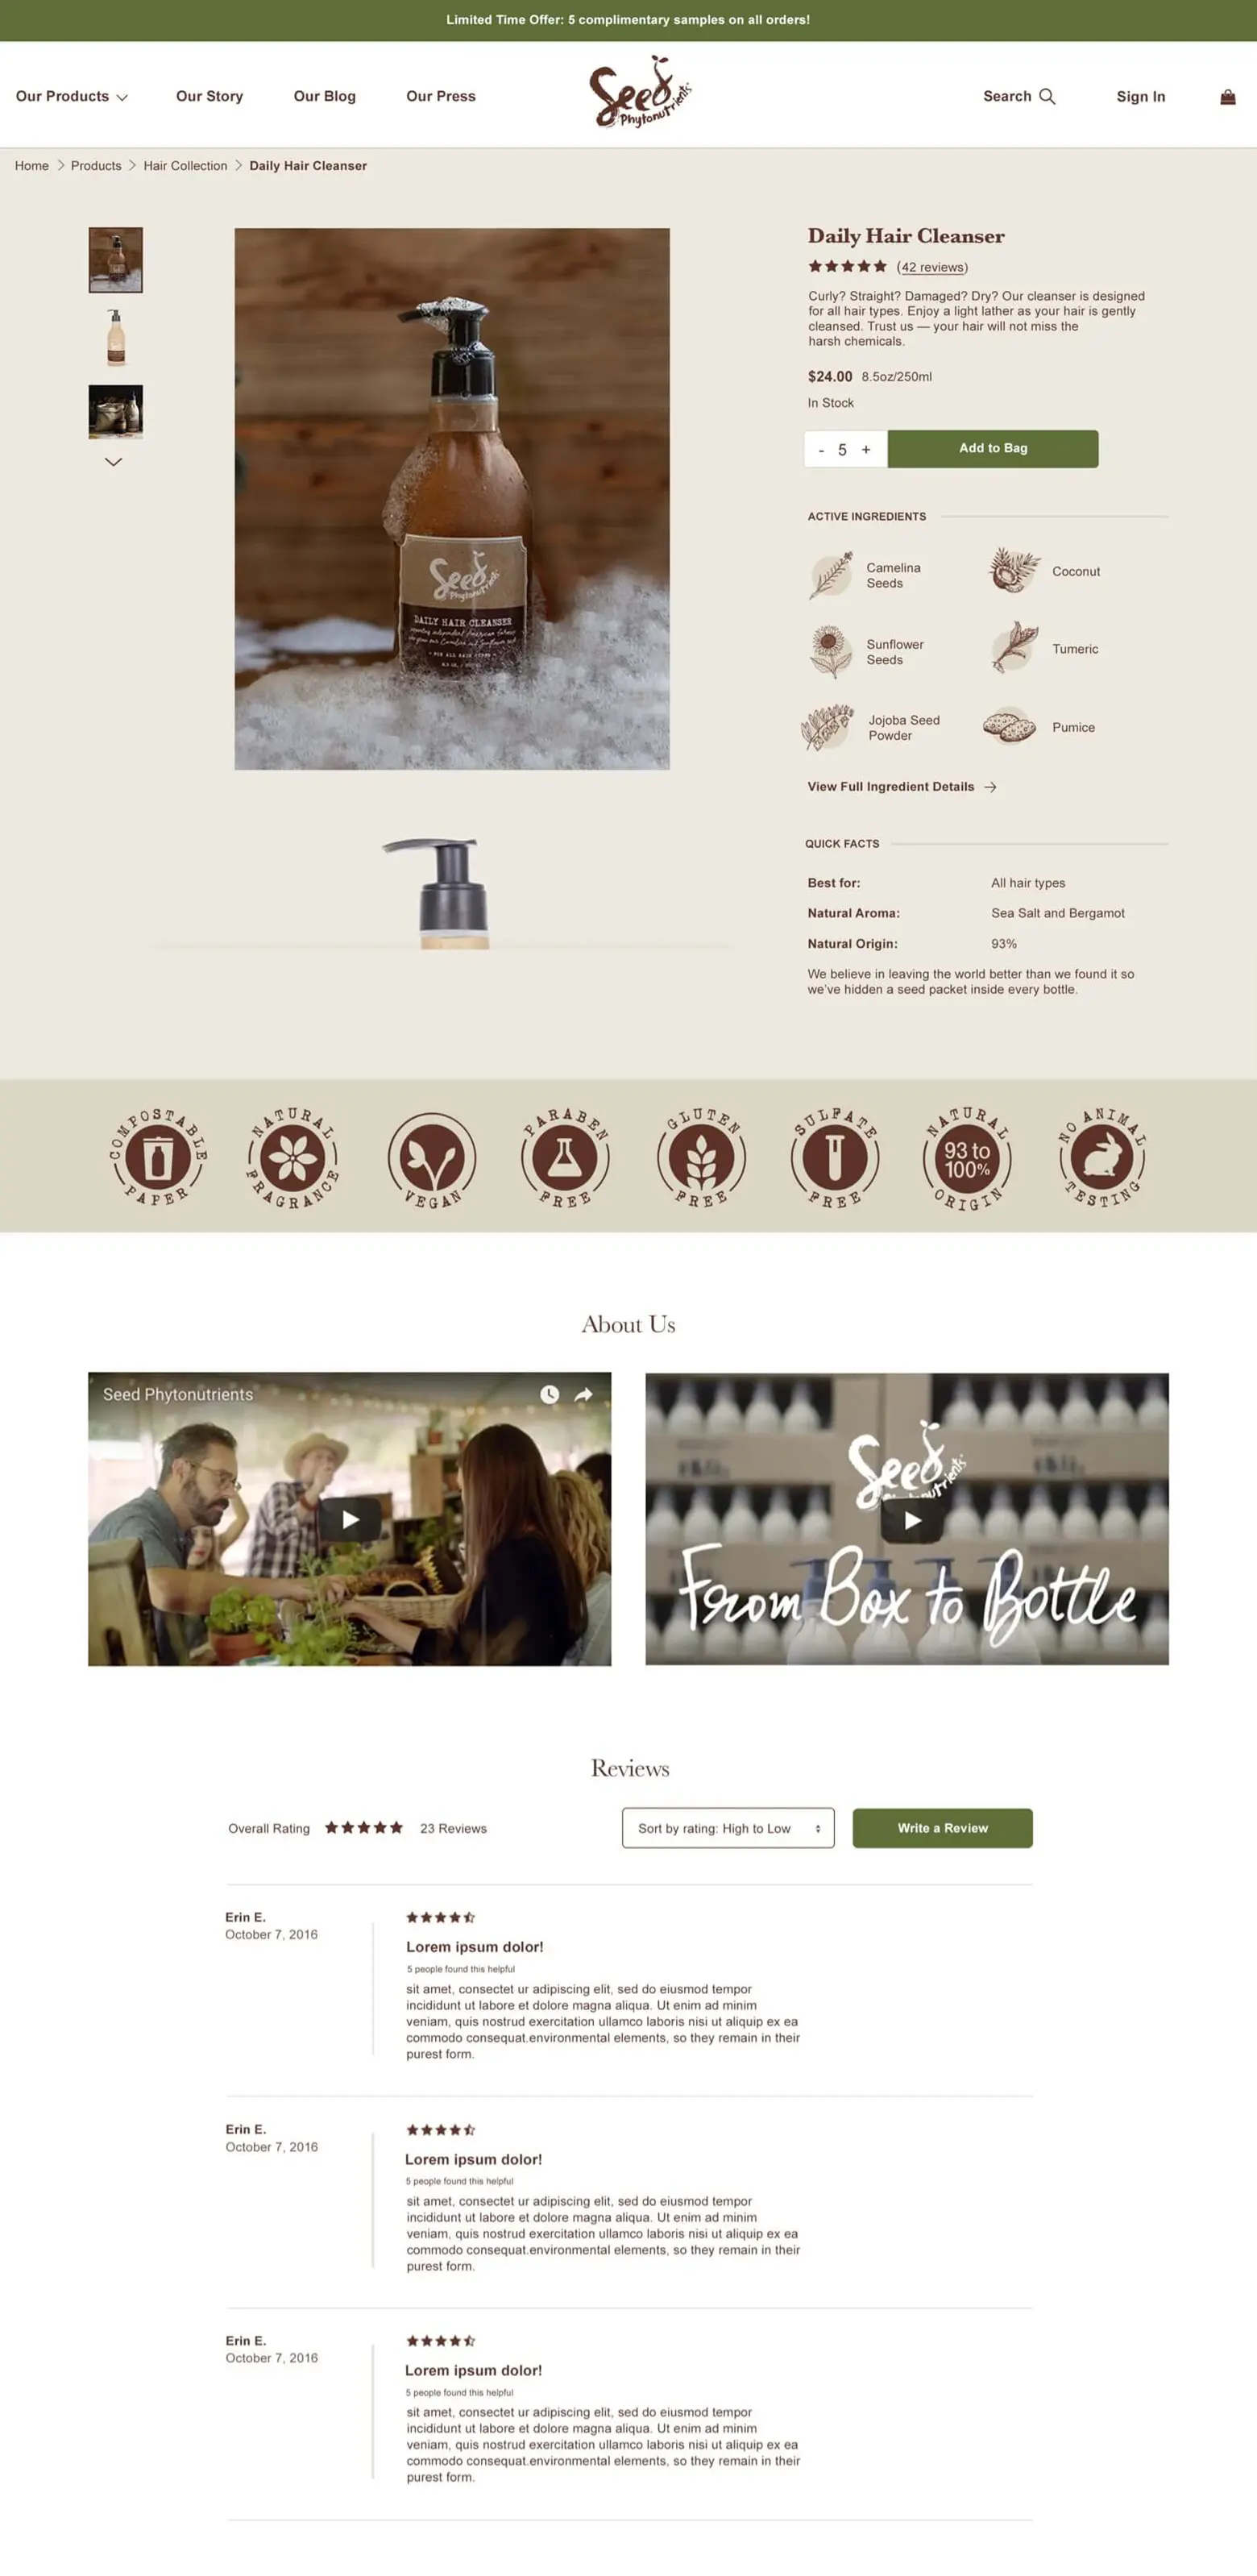 Limited Time Offer: 5 complimentary samples on all orders!
Our Products
Our Story
Our Blog
Our Press
Seed
Phytonutrients
Search
Sign In
Home
Products
Hair Collection
Daily Hair Cleanser
Daily Hair Cleanser
(42 reviews)
Curly? Straight? Damaged? Dry? Our cleanser is designed
for all hair types. Enjoy a light lather as your hair is gently
cleansed. Trust us — your hair will not miss the
harsh chemicals.
$24.00 8.5oz/250ml
In Stock
- 5 +
Add to Bag
Seed
Phytonutrients
DAILY HAIR CLEANSER
FOR ALL HAIR TYPES
ACTIVE INGREDIENTS
Camelina
Seeds
Coconut
Sunflower
Seeds
Tumeric
Jojoba Seed
Powder
Pumice
View Full Ingredient Details
QUICK FACTS
Best for: All hair types
Natural Aroma: Sea Salt and Bergamot
Natural Origin: 93%
We believe in leaving the world better than we found it so
we've hidden a seed packet inside every bottle.
COMPOSTABLE
PAPER
NATURAL
FRAGRANCE
VEGAN
PARABEN
FREE
GLUTEN
FREE
SULFATE
FREE
NATURAL
93 to
100%
ORIGIN
NO ANIMAL
TESTING
About Us
Seed Phytonutrients
Seed
Phytonutrients
From Box to Bottle
Reviews
Overall Rating
23 Reviews
Sort by rating: High to Low
Write a Review
Erin E.
October 7, 2016
Lorem ipsum dolor!
5 people found this helpful
sit amet, consectet ur adipiscing elit, sed do eiusmod tempor
incididunt ut labore et dolore magna aliqua. Ut enim ad minim
veniam, quis nostrud exercitation ullamco laboris nisi ut aliquip ex ea
commodo consequat.environmental elements, so they remain in their
purest form.
Erin E.
October 7, 2016
Lorem ipsum dolor!
5 people found this helpful
sit amet, consectet ur adipiscing elit, sed do eiusmod tempor
incididunt ut labore et dolore magna aliqua. Ut enim ad minim
veniam, quis nostrud exercitation ullamco laboris nisi ut aliquip ex ea
commodo consequat.environmental elements, so they remain in their
purest form.
Erin E.
October 7, 2016
Lorem ipsum dolor!
5 people found this helpful
sit amet, consectet ur adipiscing elit, sed do eiusmod tempor
incididunt ut labore et dolore magna aliqua. Ut enim ad minim
veniam, quis nostrud exercitation ullamco laboris nisi ut aliquip ex ea
commodo consequat.environmental elements, so they remain in their
purest form.